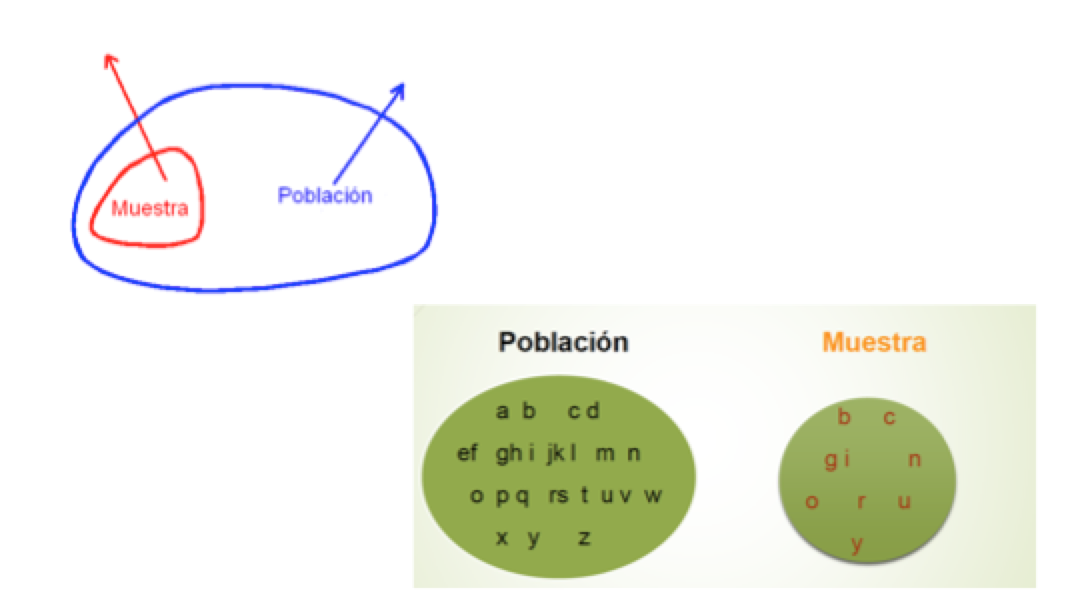 Muestra
Población
Población
Muestra
a b c d
ef gh i jk l m n
o p q rs t u v w
x y z
b c
g i n
o r u
y